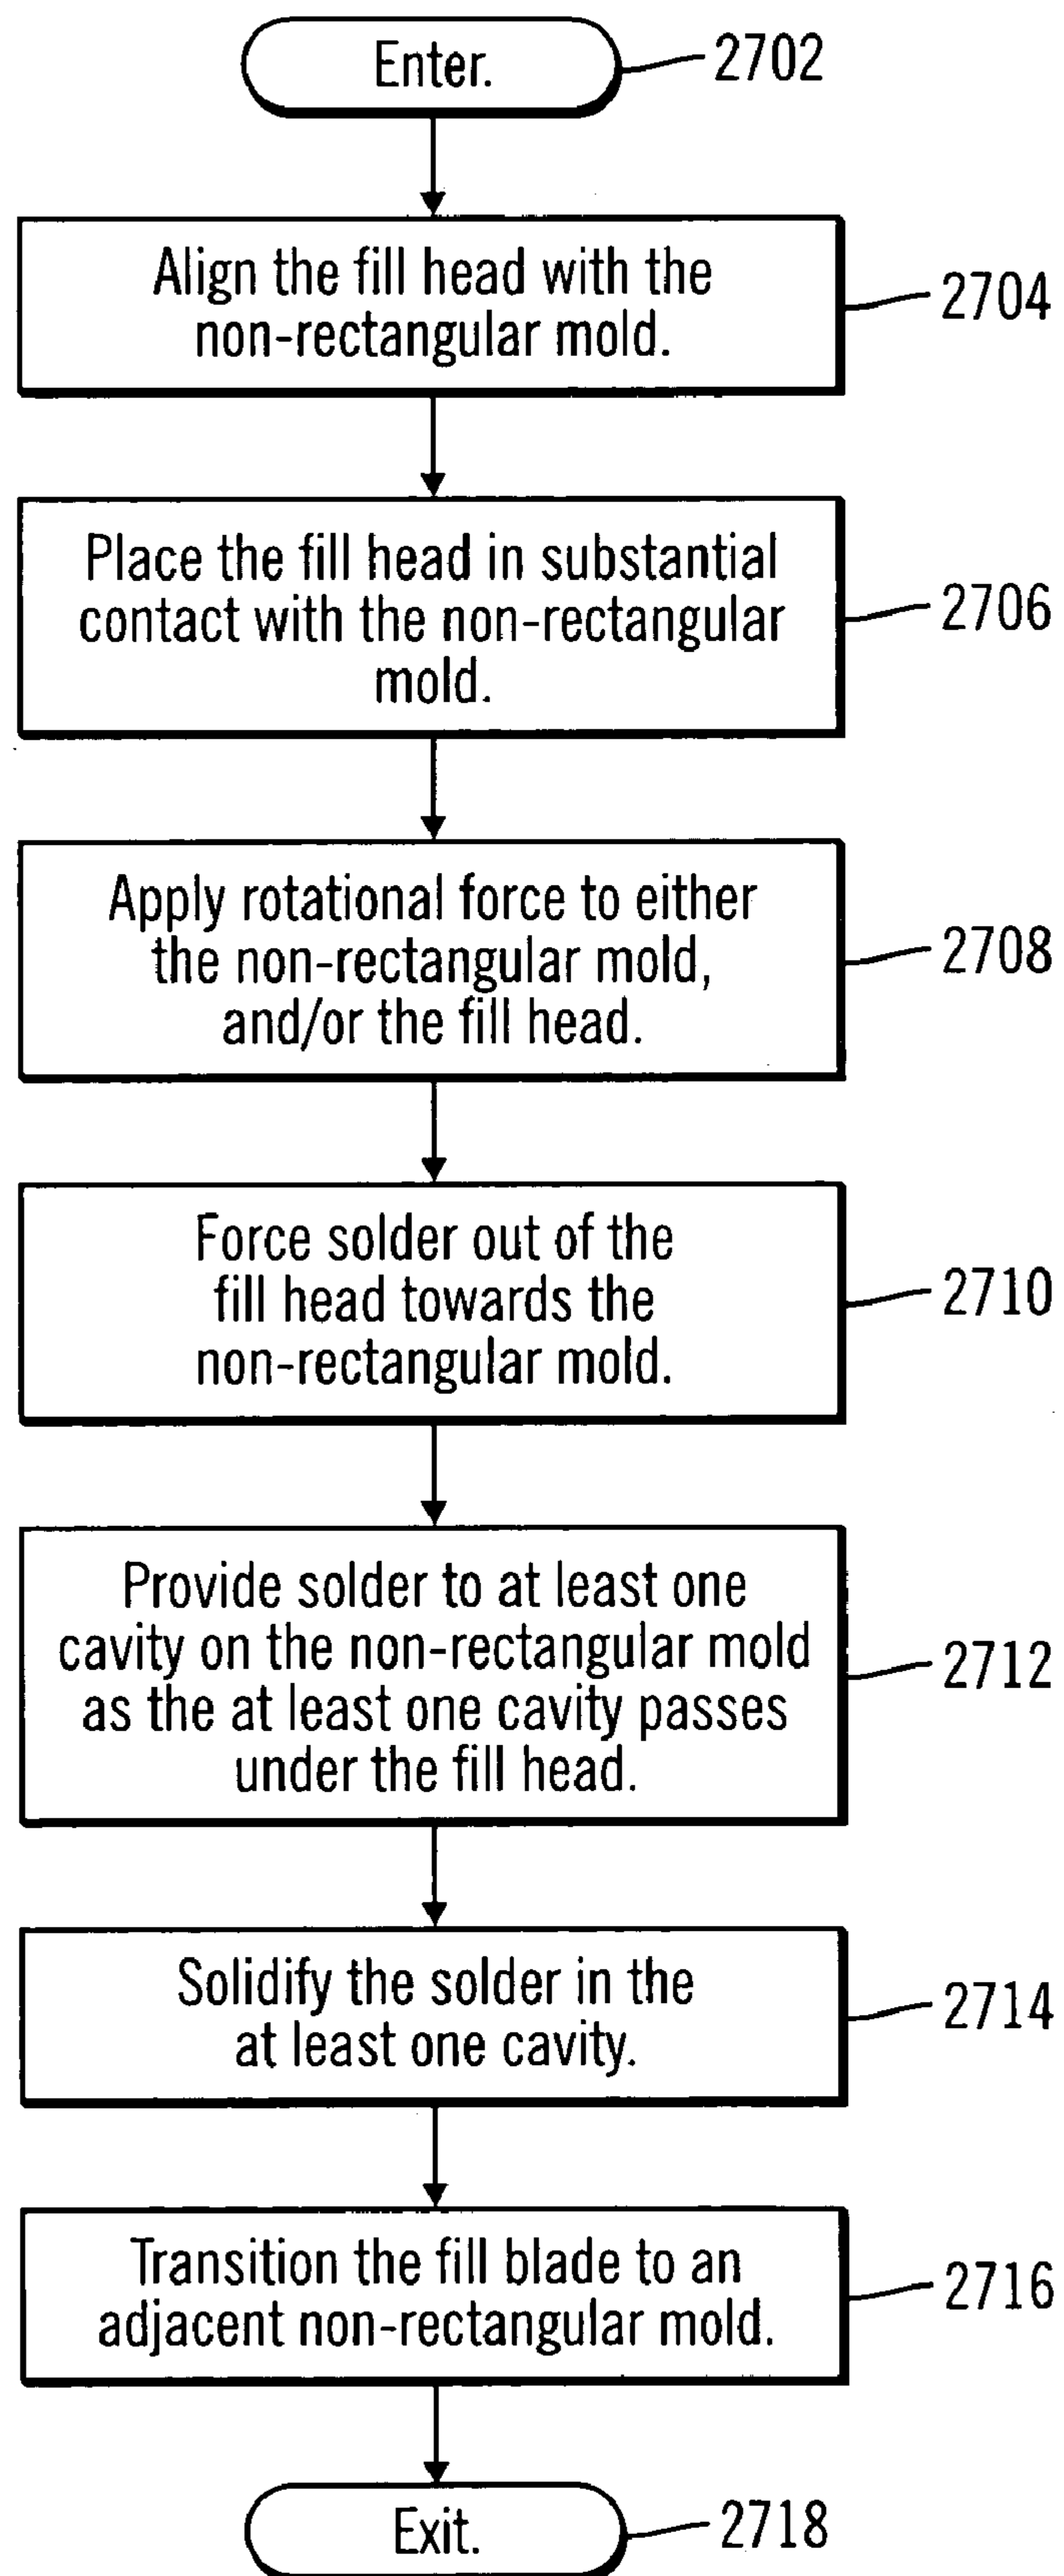 Enter.
2702
Align the fill head with the
non-rectangular mold.
2704
Place the fill head in substantial
contact with the non-rectangular
mold.
2706
Apply rotational force to either
the non-rectangular mold,
and/or the fill head.
2708
Force solder out of the
fill head towards the
non-rectangular mold.
2710
Provide solder to at least one
cavity on the non-rectangular mold
as the at least one cavity passes
under the fill head.
2712
Solidify the solder in the
at least one cavity.
2714
Transition the fill blade to an
adjacent non-rectangular mold.
2716
Exit.
2718